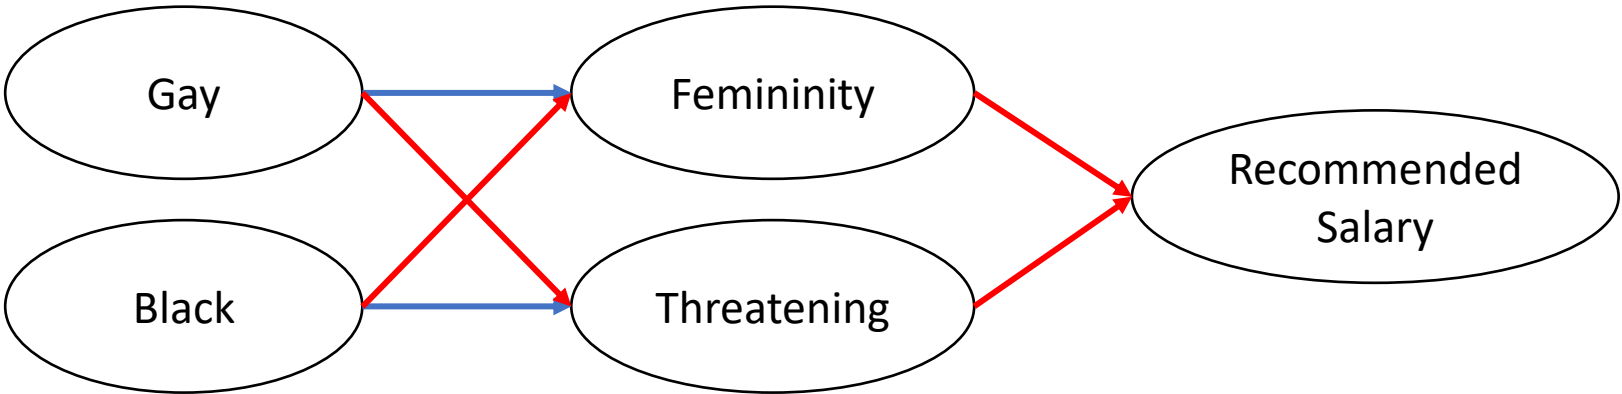 Gay
Femininity
Recommended
Salary
Black
Threatening